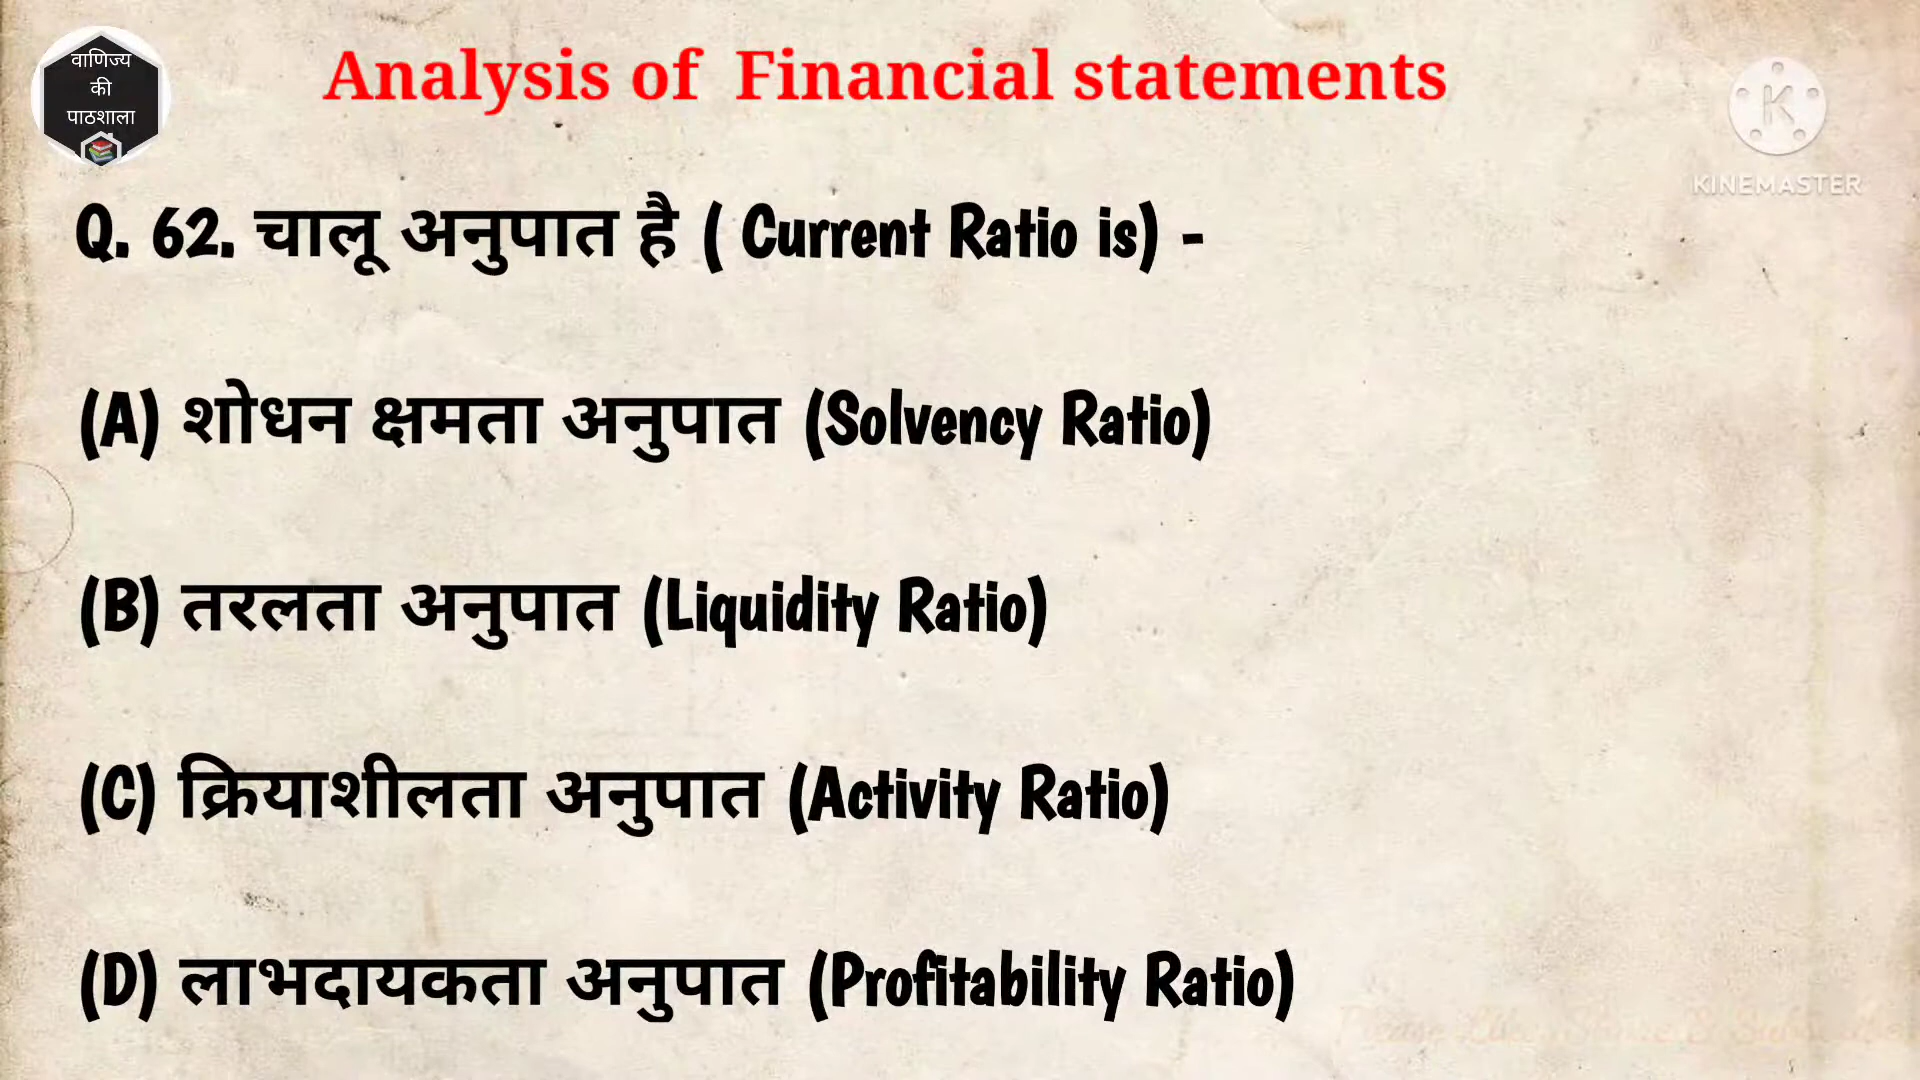 वाणिज्य
की
पाठशाला
Analysis of Financial statements
KINEMASTER
Q. 62. चालू अनुपात है ( Current Ratio is) -
(A) शोधन क्षमता अनुपात (Solvency Ratio)
(B) तरलता अनुपात (Liquidity Ratio)
(C) क्रियाशीलता अनुपात (Activity Ratio)
(D) लाभदायकता अनुपात (Profitability Ratio)